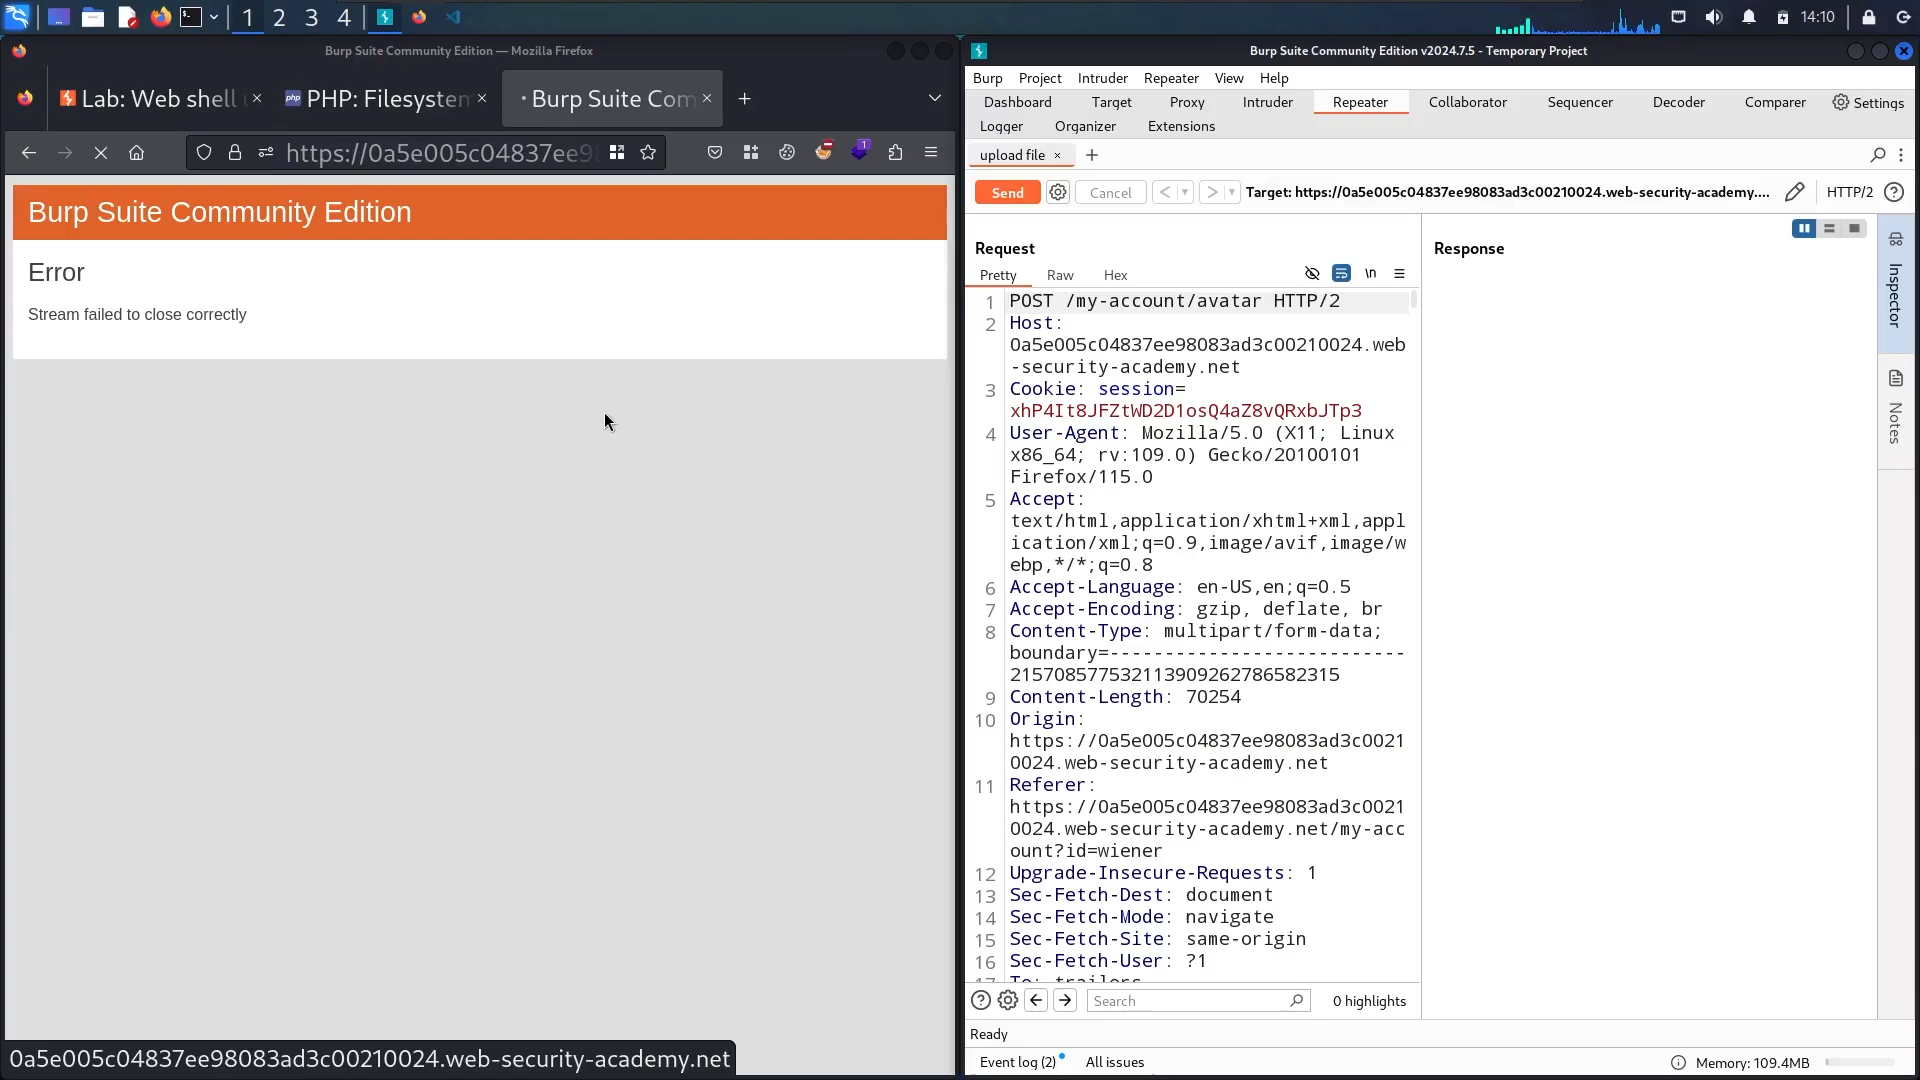 1 2 3 4
14:10
Burp Suite Community Edition — Mozilla Firefox
Lab: Web shell
PHP: Filesystem
Burp Suite Com
https://0a5e005c04837ee9
1
Burp Suite Community Edition
Error
Stream failed to close correctly
0a5e005c04837ee98083ad3c00210024.web-security-academy.net
Burp Suite Community Edition v2024.7.5 - Temporary Project
Burp Project Intruder Repeater View Help
Dashboard Target Proxy Intruder Repeater Collaborator Sequencer Decoder Comparer Settings
Logger Organizer Extensions
upload file
Send Cancel < > Target: https://0a5e005c04837ee98083ad3c00210024.web-security-academy.... HTTP/2
Request
Pretty Raw Hex \n
1 POST /my-account/avatar HTTP/2
2 Host:
0a5e005c04837ee98083ad3c00210024.web
-security-academy.net
3 Cookie: session=
xhP4It8JFZtWD2D1osQ4aZ8vQRxbJTp3
4 User-Agent: Mozilla/5.0 (X11; Linux
x86_64; rv:109.0) Gecko/20100101
Firefox/115.0
5 Accept:
text/html,application/xhtml+xml,appl
ication/xml;q=0.9,image/avif,image/w
ebp,*/*;q=0.8
6 Accept-Language: en-US,en;q=0.5
7 Accept-Encoding: gzip, deflate, br
8 Content-Type: multipart/form-data;
boundary=---------------------------
215708577532113909262786582315
9 Content-Length: 70254
10 Origin:
https://0a5e005c04837ee98083ad3c0021
0024.web-security-academy.net
11 Referer:
https://0a5e005c04837ee98083ad3c0021
0024.web-security-academy.net/my-acc
ount?id=wiener
12 Upgrade-Insecure-Requests: 1
13 Sec-Fetch-Dest: document
14 Sec-Fetch-Mode: navigate
15 Sec-Fetch-Site: same-origin
16 Sec-Fetch-User: ?1
17 Te: trailers
Search
0 highlights
Response
Inspector
Notes
Ready
Event log (2) All issues
Memory: 109.4MB